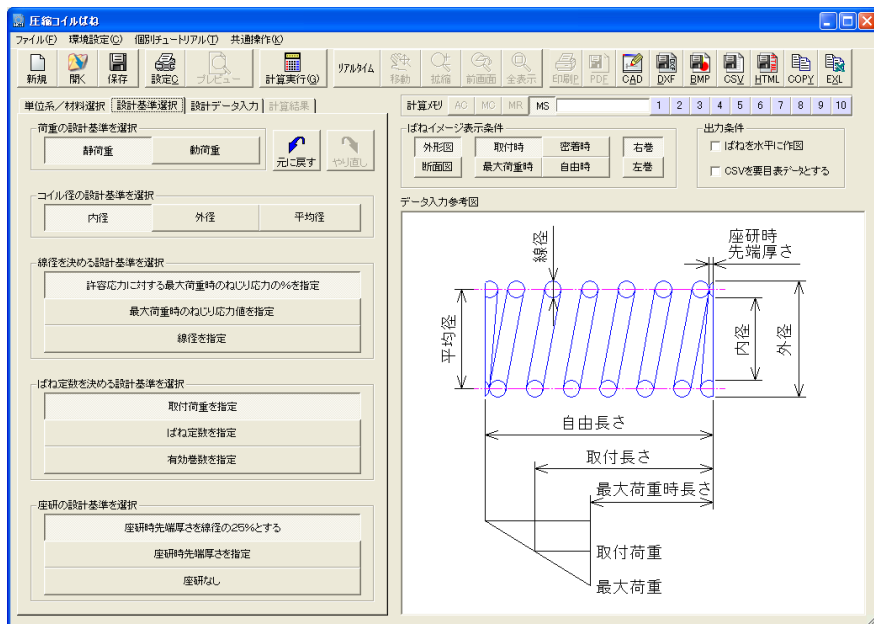 圧縮コイルばね
ファイル(F) 環境設定(C) 個別チュートリアル(T) 共通操作(K)
新規 開く 保存 設定C プレビュー 計算実行(G) リアルタイム 移動 拡縮 前画面 全表示 印刷P PDF CAD DXF BMP CSV HTML COPY EXL
単位系／材料選択 設計基準選択 設計データ入力 計算結果
計算メモリ AC MC MR MS 1 2 3 4 5 6 7 8 9 10
荷重の設計基準を選択
静荷重 動荷重
元に戻す やり直し
コイル径の設計基準を選択
内径 外径 平均径
線径を決める設計基準を選択
許容応力に対する最大荷重時のねじり応力の%を指定
最大荷重時のねじり応力値を指定
線径を指定
ばね定数を決める設計基準を選択
取付荷重を指定
ばね定数を指定
有効巻数を指定
座研の設計基準を選択
座研時先端厚さを線径の25%とする
座研時先端厚さを指定
座研なし
ばねイメージ表示条件
外形図 取付時 密着時 右巻
断面図 最大荷重時 自由時 左巻
出力条件
ばねを水平に作図
CSVを要目表データとする
データ入力参考図
線径
座研時
先端厚さ
平均径
内径
外径
自由長さ
取付長さ
最大荷重時長さ
取付荷重
最大荷重